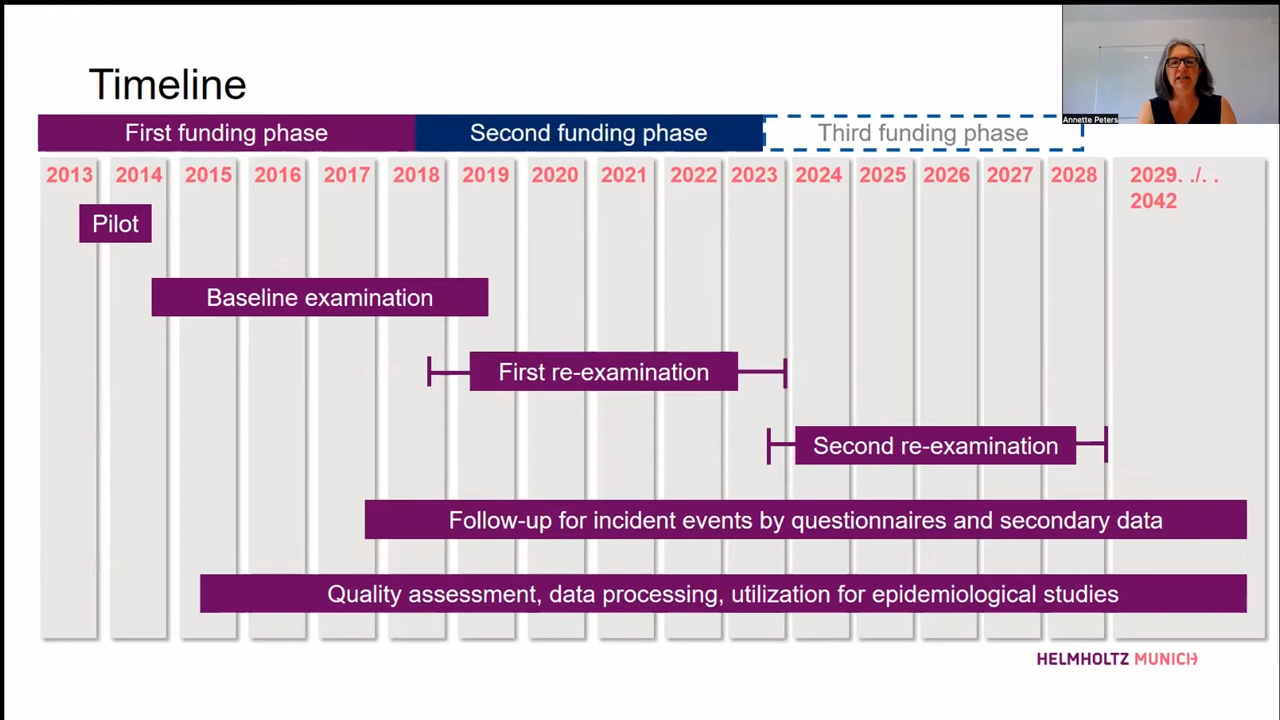 Timeline
Annette Peters
First funding phase
Second funding phase
Third funding phase
2013
2014
2015
2016
2017
2018
2019
2020
2021
2022
2023
2024
2025
2026
2027
2028
2029. ./. .
2042
Pilot
Baseline examination
First re-examination
Second re-examination
Follow-up for incident events by questionnaires and secondary data
Quality assessment, data processing, utilization for epidemiological studies
HELMHOLTZ MUNICH